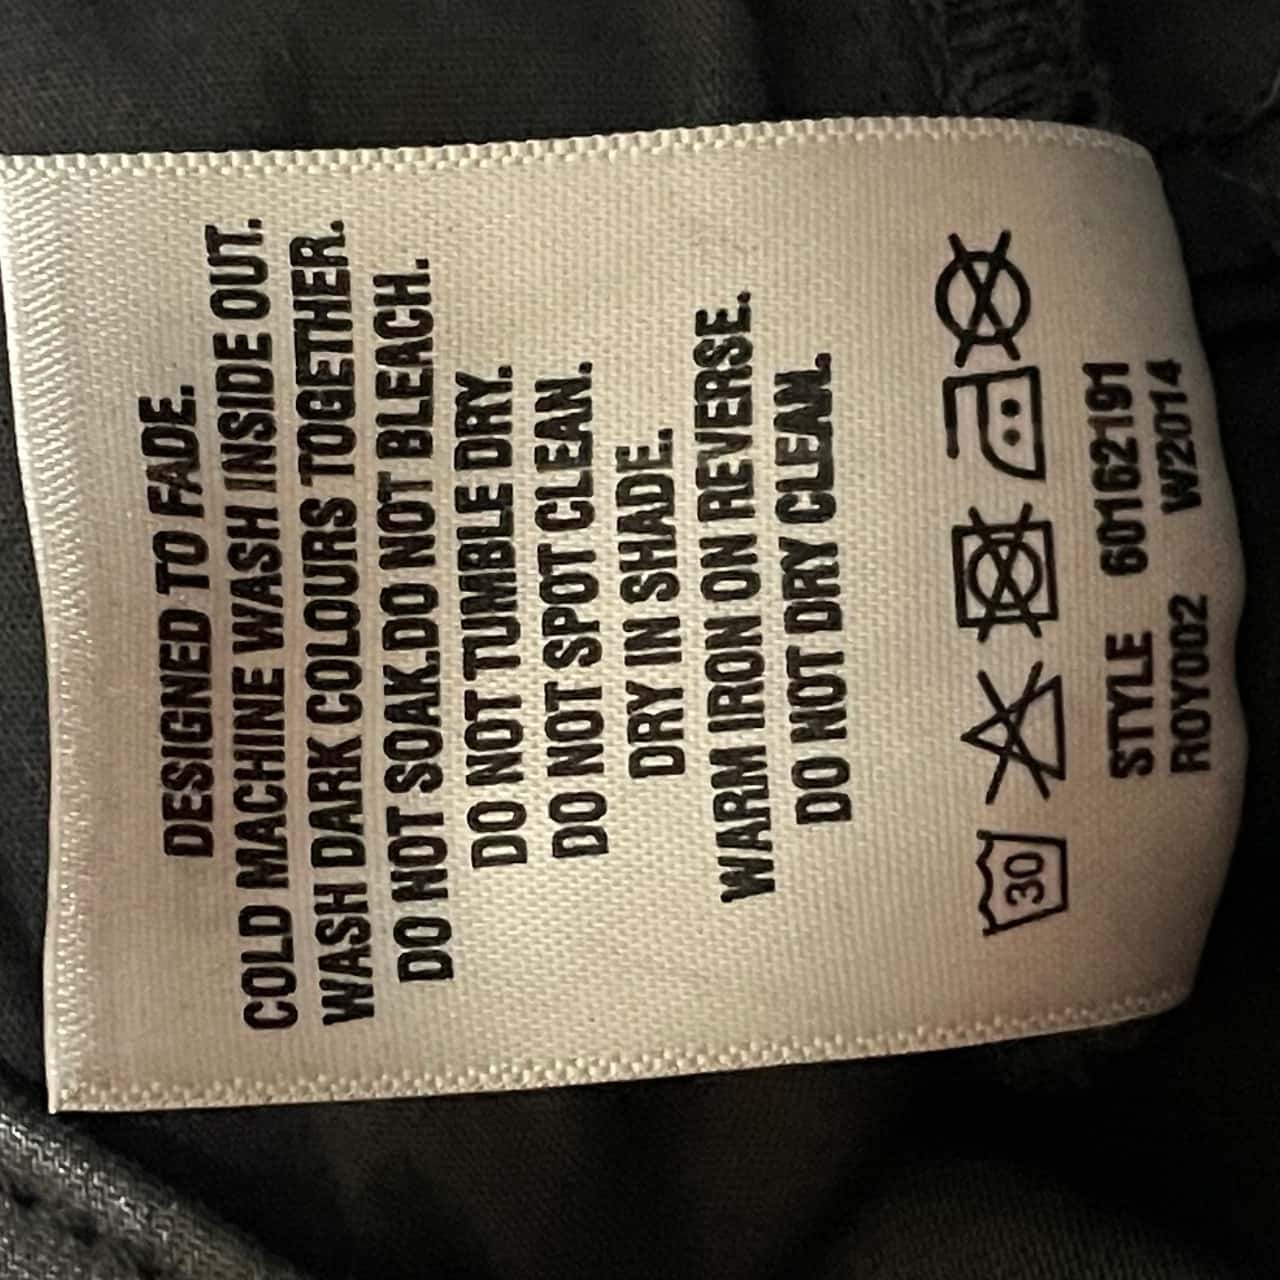 DESIGNED TO FADE.
COLD MACHINE WASH INSIDE OUT.
WASH DARK COLOURS TOGETHER.
DO NOT SOAK.DO NOT BLEACH.
DO NOT TUMBLE DRY.
DO NOT SPOT CLEAN.
DRY IN SHADE.
WARM IRON ON REVERSE.
DO NOT DRY CLEAN.
30
STYLE 60162191
ROY002 W2014